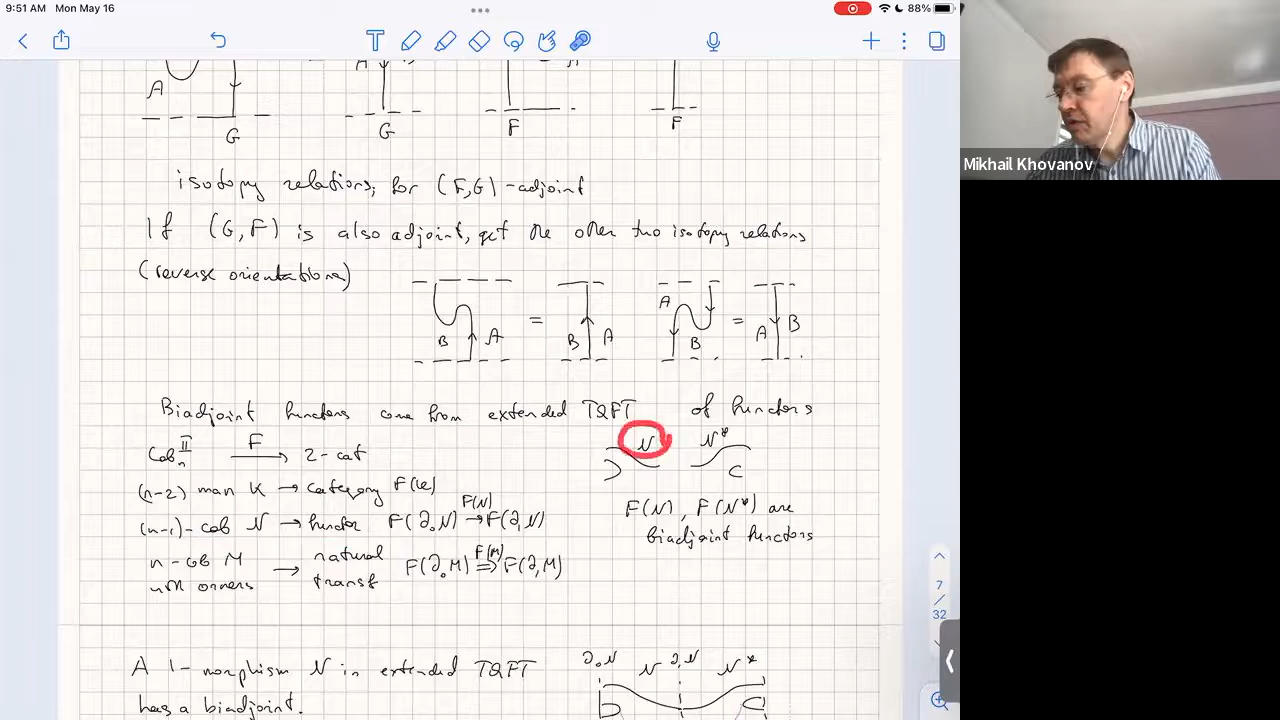 9:51 AM Mon May 16
88%
A
G
G
F
F
isotopy relations, for (F,G)-adjoint
If (G,F) is also adjoint, get the other two isotopy relations
(reverse orientations)
B A = B A
A B = A B
Biadjoint functors come from extended TQFT of functors
Cob II n F → 2-cat
N N*
(n-2) man K → category F(K)
(n-1)-cob N → functor F(∂₀N) F(N) → F(∂₁N)
F(N), F(N*) are
biadjoint functors
n-cob M → natural F(∂₀M) F(M) ⇒ F(∂₁M)
with corners transf
7
/
32
A 1-morphism N in extended TQFT
has a biadjoint.
∂₀N N ∂₁N N*
Mikhail Khovanov